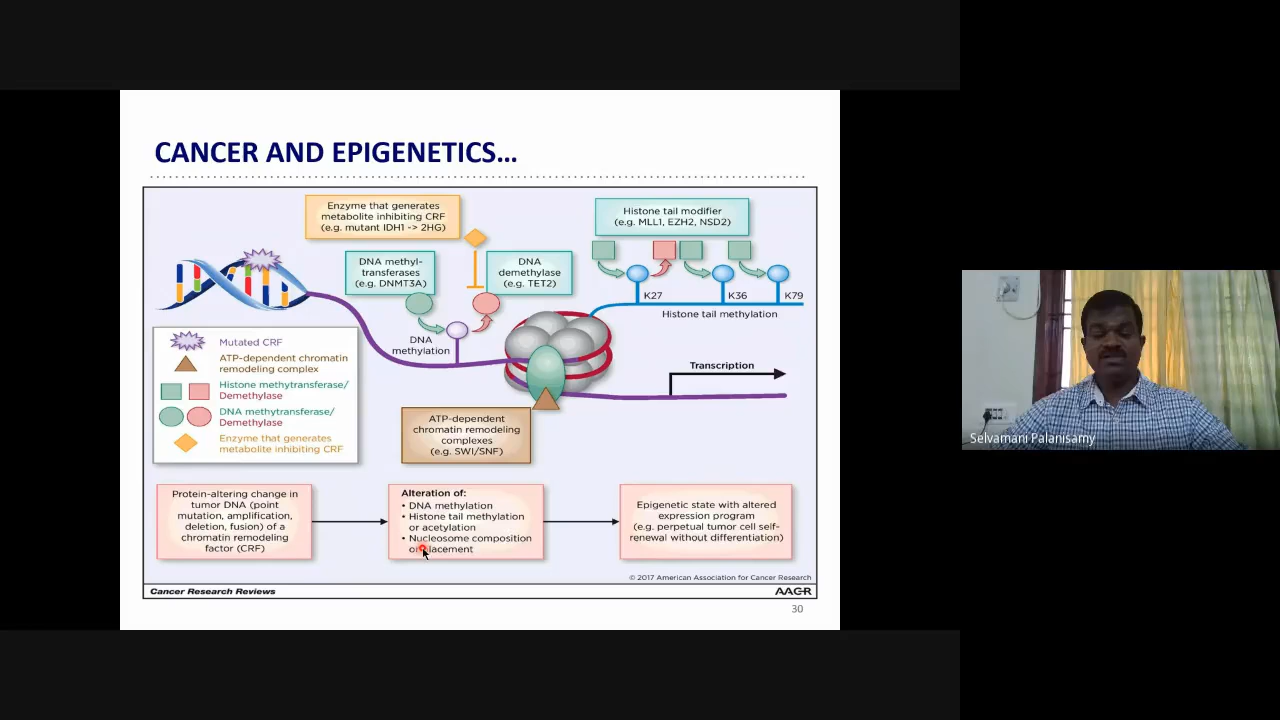 CANCER AND EPIGENETICS...
Enzyme that generates
metabolite inhibiting CRF
(e.g. mutant IDH1 -> 2HG)
Histone tail modifier
(e.g. MLL1, EZH2, NSD2)
DNA methyl-
transferases
(e.g. DNMT3A)
DNA
demethylase
(e.g. TET2)
K27
K36
K79
Histone tail methylation
DNA
methylation
Transcription
Mutated CRF
ATP-dependent chromatin
remodeling complex
Histone methytransferase/
Demethylase
DNA methytransferase/
Demethylase
Enzyme that generates
metabolite inhibiting CRF
ATP-dependent
chromatin remodeling
complexes
(e.g. SWI/SNF)
Protein-altering change in
tumor DNA (point
mutation, amplification,
deletion, fusion) of a
chromatin remodeling
factor (CRF)
Alteration of:
• DNA methylation
• Histone tail methylation
or acetylation
• Nucleosome composition
Epigenetic state with altered
expression program
(e.g. perpetual tumor cell self-
renewal without differentiation)
© 2017 American Association for Cancer Research
Cancer Research Reviews
AACR
30
Selvamani Palanisamy